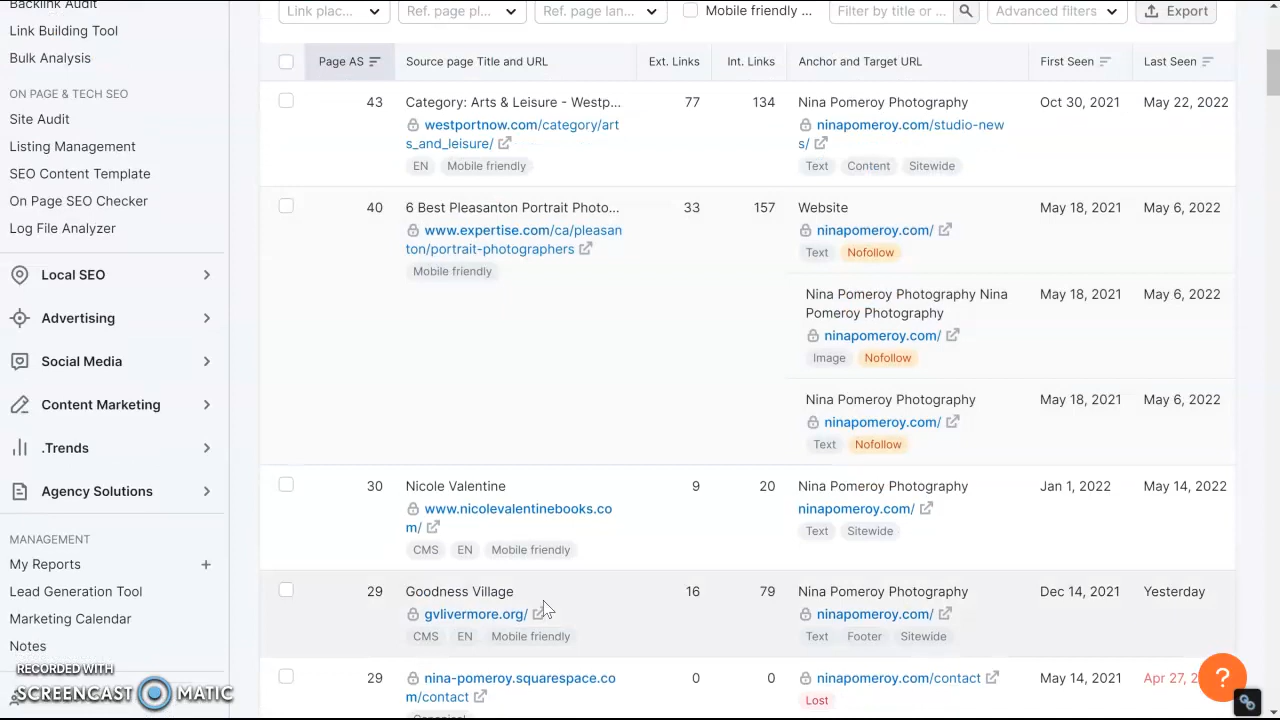 Backlink Audit
Link Building Tool
Bulk Analysis
ON PAGE & TECH SEO
Site Audit
Listing Management
SEO Content Template
On Page SEO Checker
Log File Analyzer
Local SEO
Advertising
Social Media
Content Marketing
.Trends
Agency Solutions
MANAGEMENT
My Reports +
Lead Generation Tool
Marketing Calendar
Notes
RECORDED WITH
SCREENCAST MATIC
Link plac... Ref. page pl... Ref. page lan... Mobile friendly ... Filter by title or ... Advanced filters Export
Page AS Source page Title and URL Ext. Links Int. Links Anchor and Target URL First Seen Last Seen
43 Category: Arts & Leisure - Westp... 77 134 Nina Pomeroy Photography Oct 30, 2021 May 22, 2022
westportnow.com/category/art ninapomeroy.com/studio-new
s_and_leisure/ s/
EN Mobile friendly Text Content Sitewide
40 6 Best Pleasanton Portrait Photo... 33 157 Website May 18, 2021 May 6, 2022
www.expertise.com/ca/pleasan ninapomeroy.com/
ton/portrait-photographers
Text Nofollow
Mobile friendly
Nina Pomeroy Photography Nina May 18, 2021 May 6, 2022
Pomeroy Photography
ninapomeroy.com/
Image Nofollow
Nina Pomeroy Photography May 18, 2021 May 6, 2022
ninapomeroy.com/
Text Nofollow
30 Nicole Valentine 9 20 Nina Pomeroy Photography Jan 1, 2022 May 14, 2022
www.nicolevalentinebooks.co ninapomeroy.com/
m/
CMS EN Mobile friendly Text Sitewide
29 Goodness Village 16 79 Nina Pomeroy Photography Dec 14, 2021 Yesterday
gvlivermore.org/ ninapomeroy.com/
CMS EN Mobile friendly Text Footer Sitewide
29 nina-pomeroy.squarespace.co 0 0 ninapomeroy.com/contact May 14, 2021 Apr 27, 2
m/contact Lost
Canonical
?